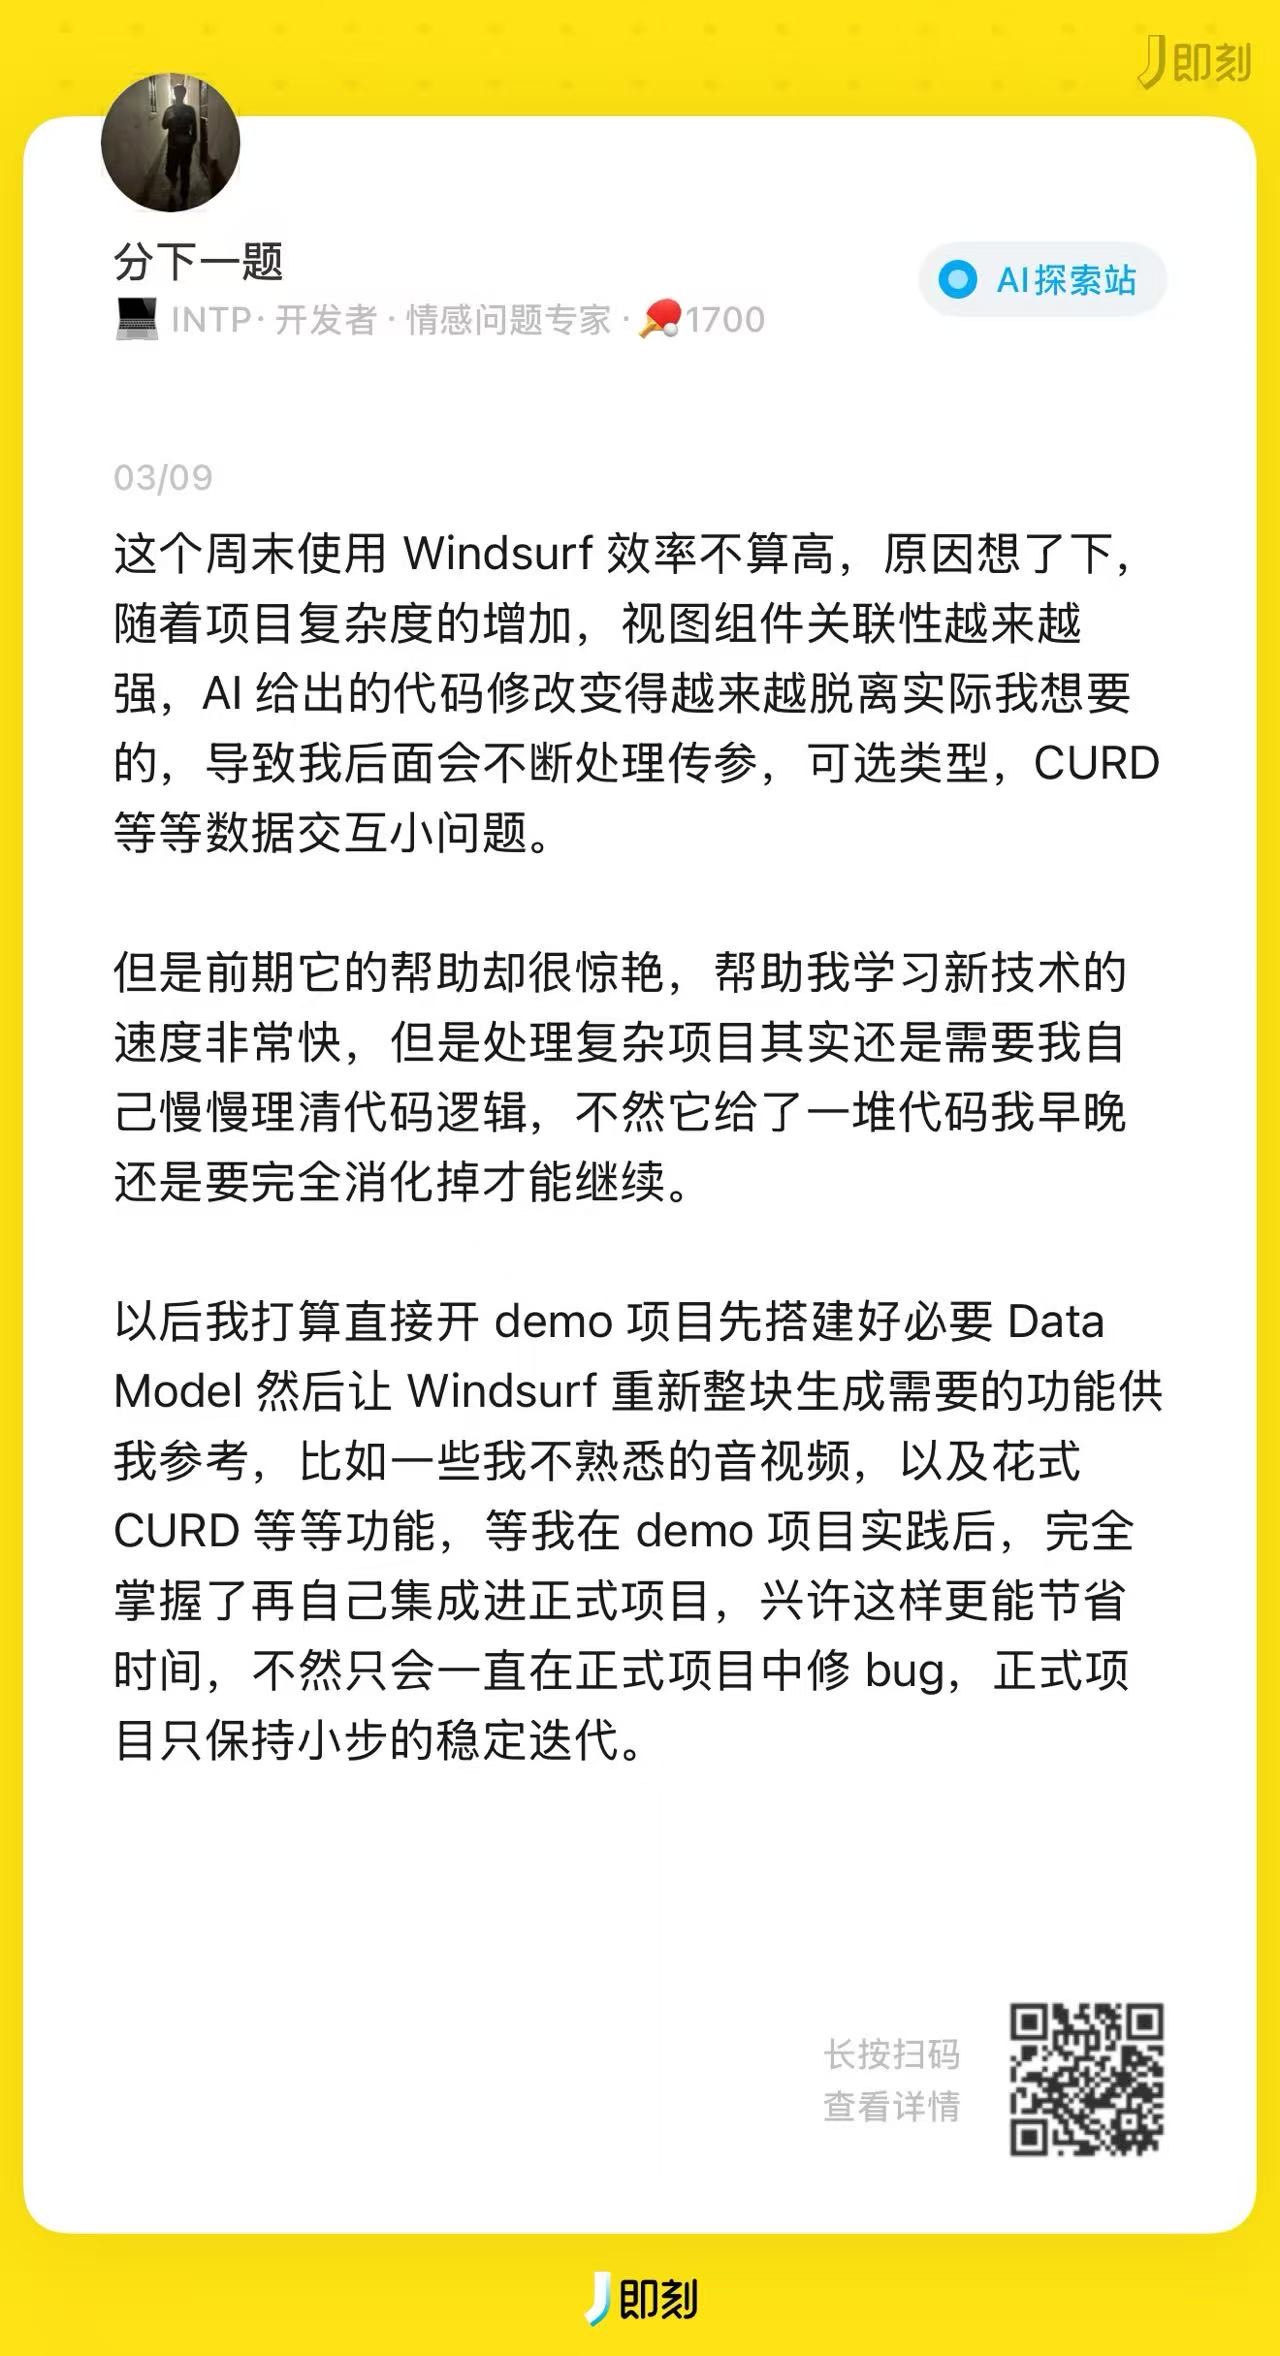 即刻
分下一题
AI探索站
INTP· 开发者 · 情感问题专家 · 1700
03/09
这个周末使用 Windsurf 效率不算高，原因想了下，
随着项目复杂度的增加，视图组件关联性越来越
强，AI 给出的代码修改变得越来越脱离实际我想要
的，导致我后面会不断处理传参，可选类型，CURD
等等数据交互小问题。
但是前期它的帮助却很惊艳，帮助我学习新技术的
速度非常快，但是处理复杂项目其实还是需要我自
己慢慢理清代码逻辑，不然它给了一堆代码我早晚
还是要完全消化掉才能继续。
以后我打算直接开 demo 项目先搭建好必要 Data
Model 然后让 Windsurf 重新整块生成需要的功能供
我参考，比如一些我不熟悉的音视频，以及花式
CURD 等等功能，等我在 demo 项目实践后，完全
掌握了再自己集成进正式项目，兴许这样更能节省
时间，不然只会一直在正式项目中修 bug，正式项
目只保持小步的稳定迭代。
长按扫码
查看详情
即刻